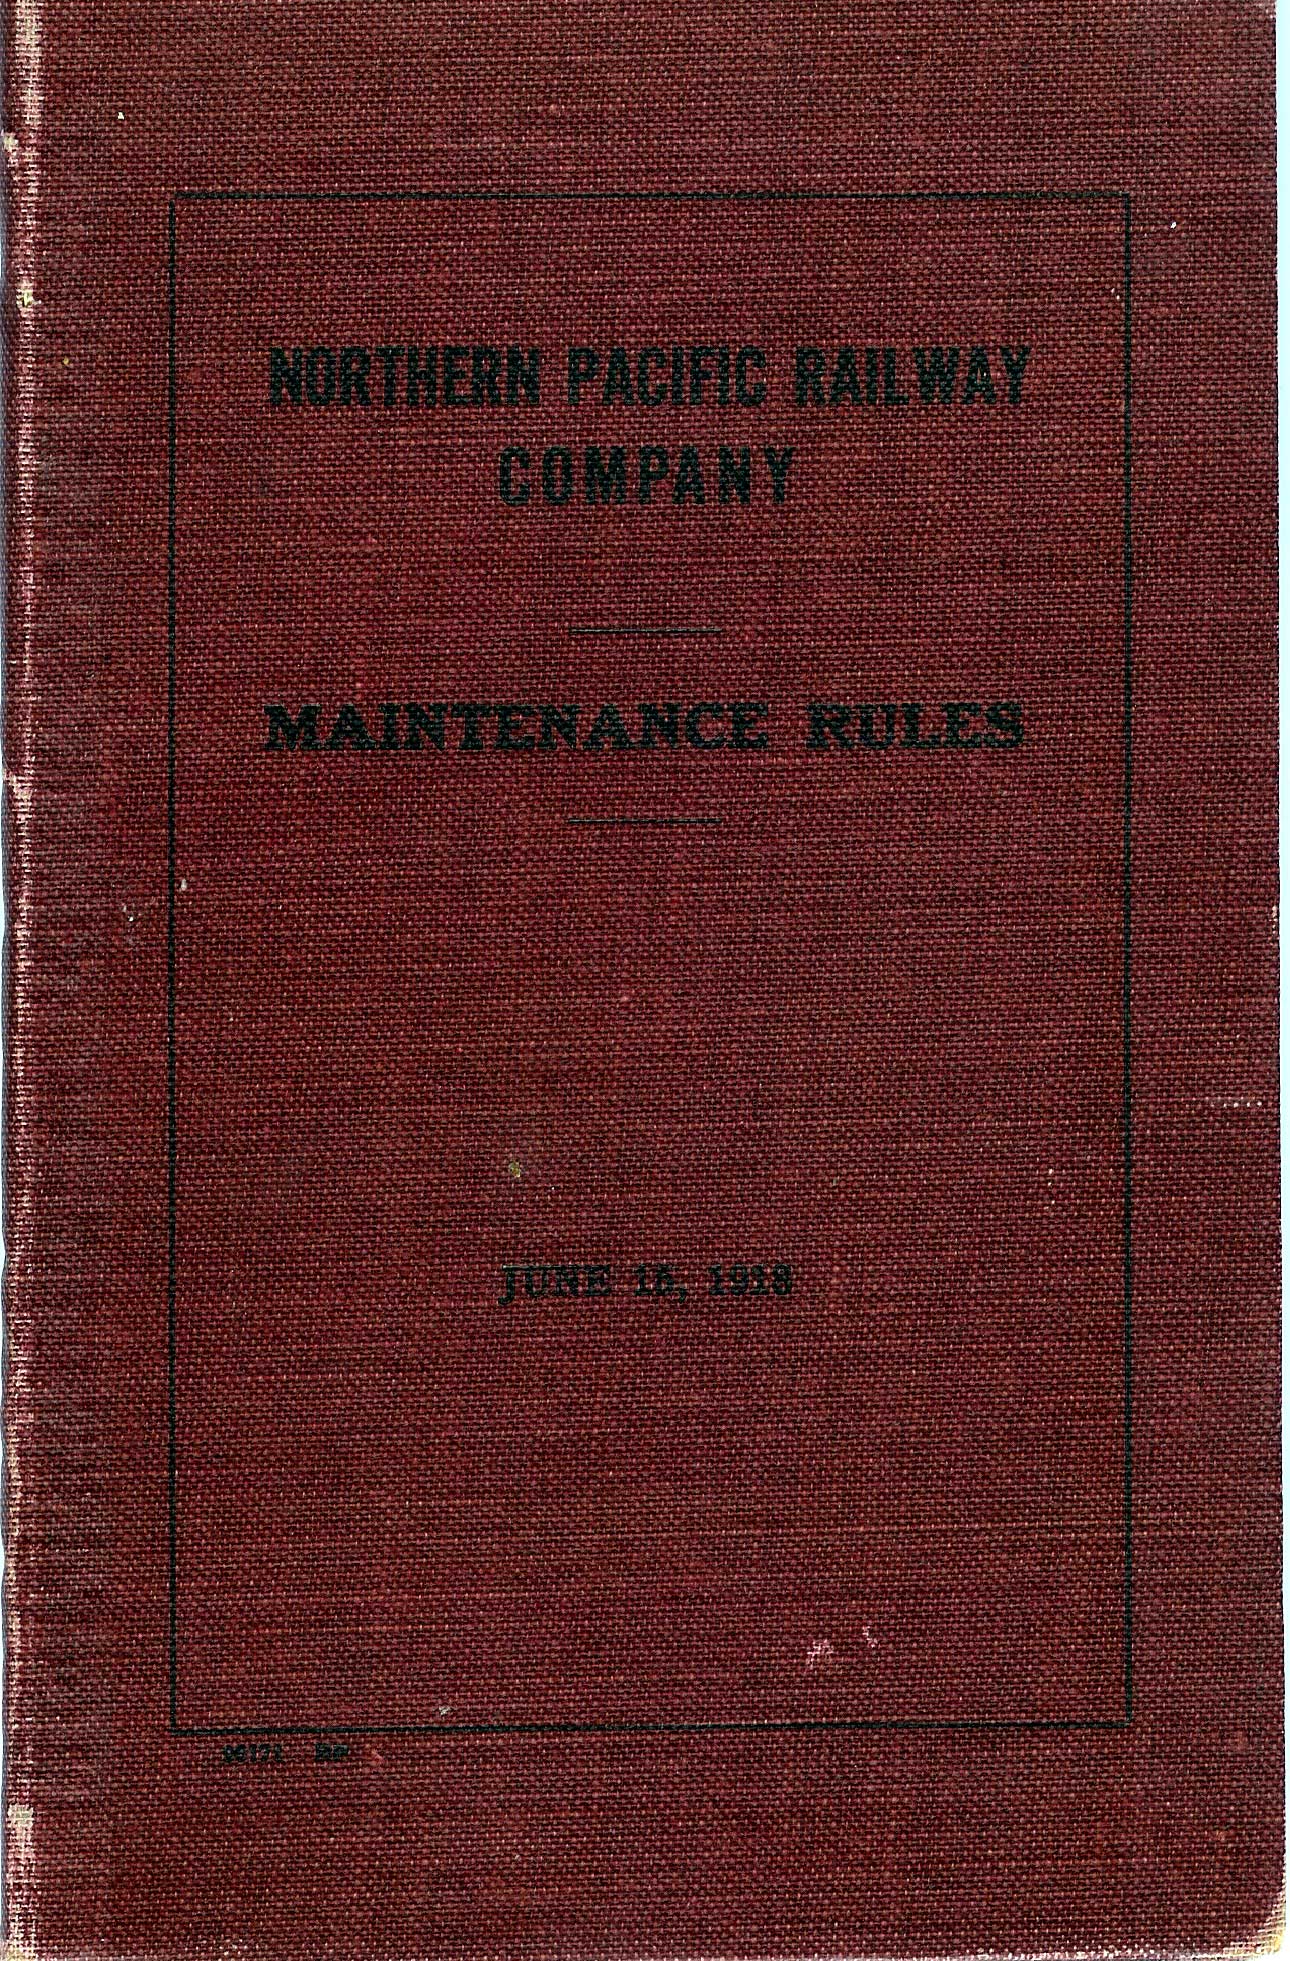 NORTHERN PACIFIC RAILWAY
COMPANY
MAINTENANCE RULES
JUNE 15, 1918